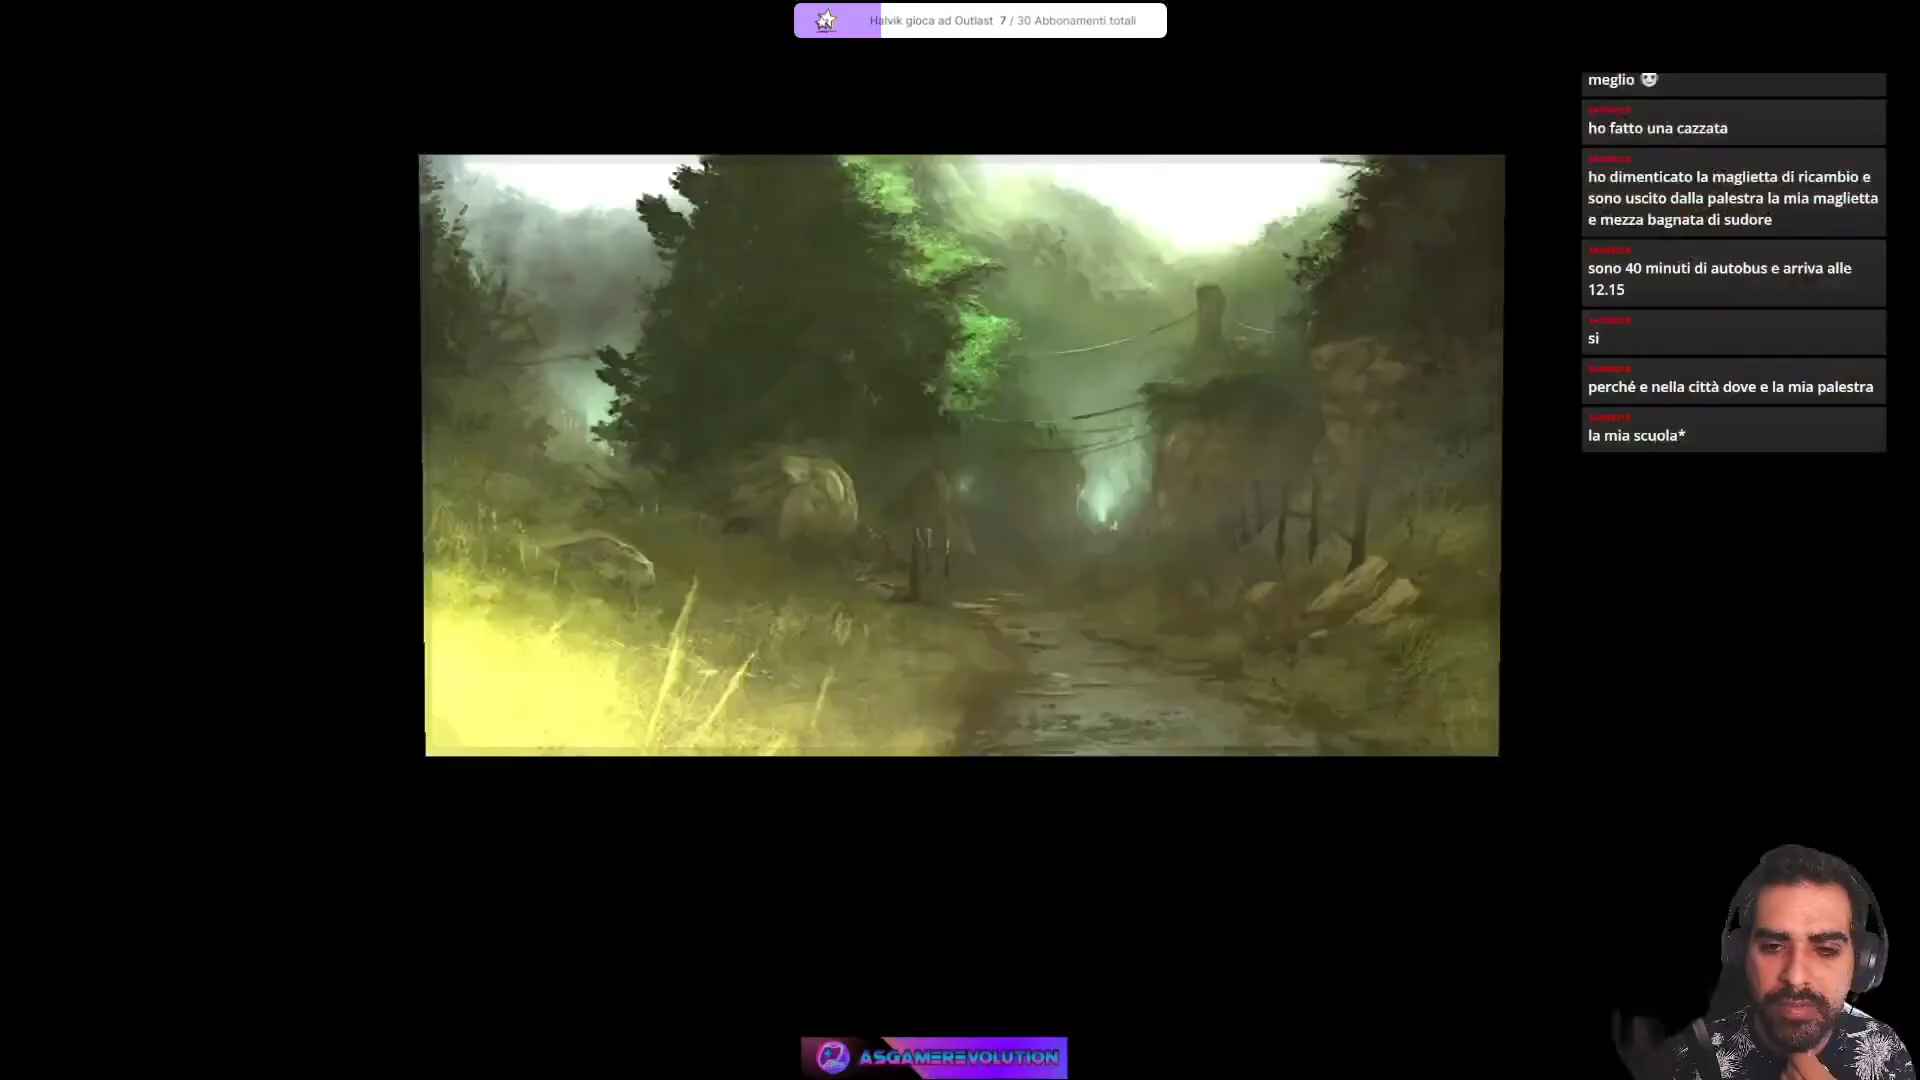 Halvik gioca ad Outlast 7 / 30 Abbonamenti totali
meglio
ho fatto una cazzata
ho dimenticato la maglietta di ricambio e
sono uscito dalla palestra la mia maglietta
e mezza bagnata di sudore
sono 40 minuti di autobus e arriva alle
12.15
si
perché e nella città dove e la mia palestra
la mia scuola*
ASGAMEREVOLUTION